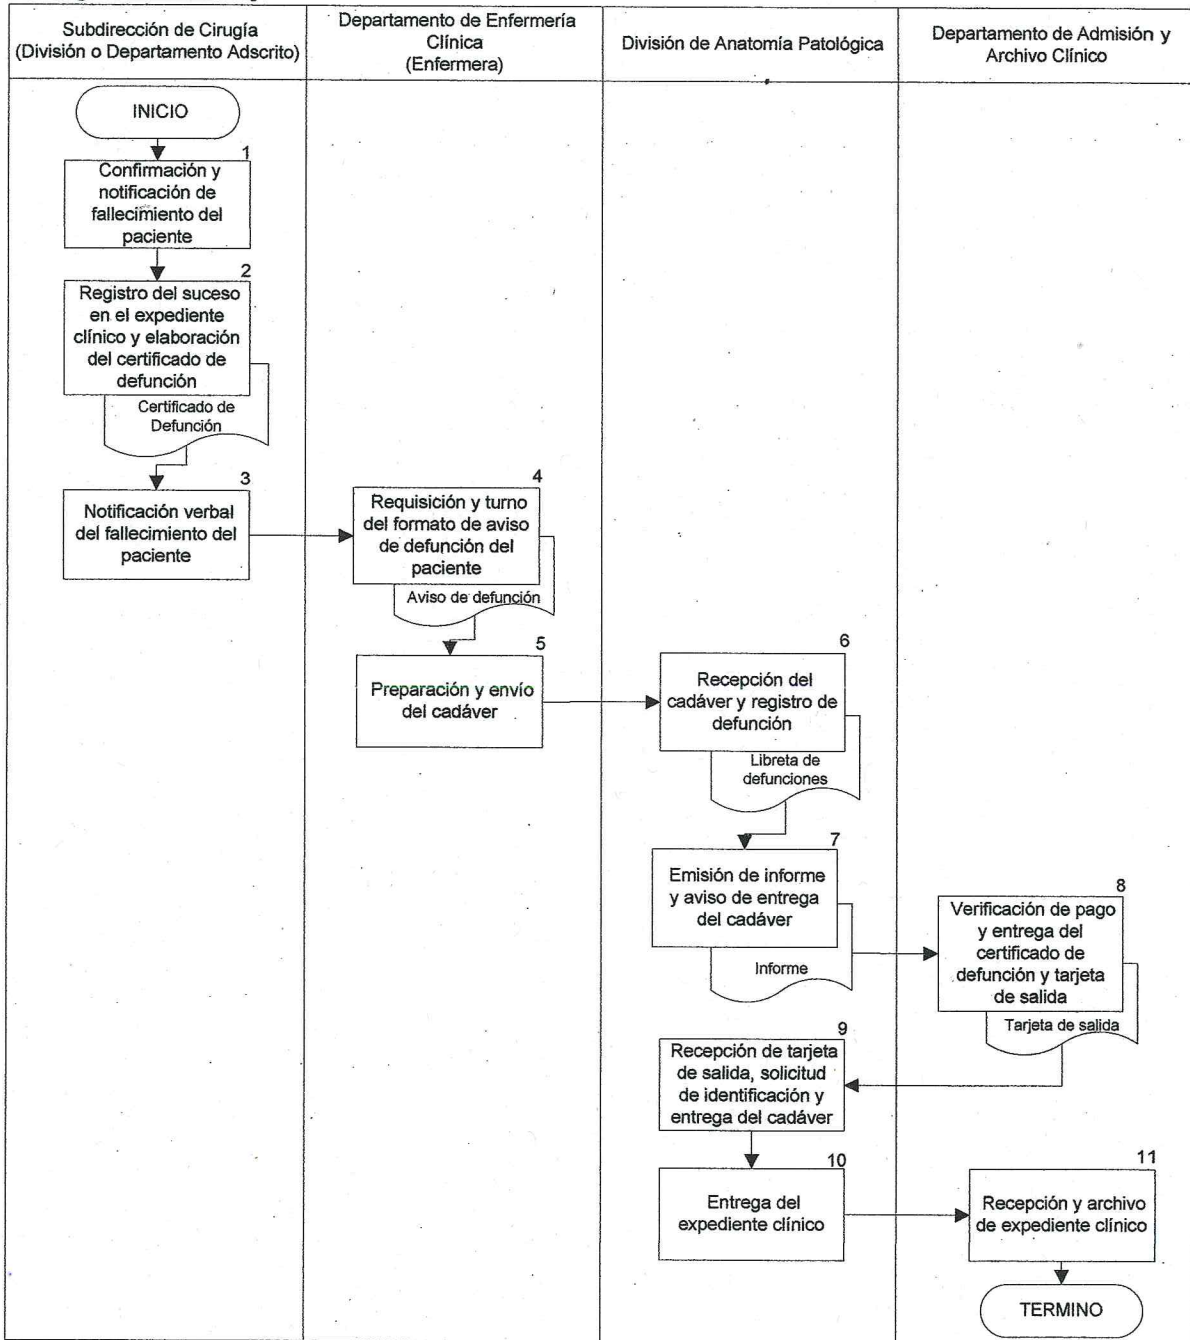 Subdirección de Cirugía
(División o Departamento Adscrito)
Departamento de Enfermería
Clínica
(Enfermera)
División de Anatomía Patológica
Departamento de Admisión y
Archivo Clínico
INICIO
1
Confirmación y
notificación de
fallecimiento del
paciente
2
Registro del suceso
en el expediente
clínico y elaboración
del certificado de
defunción
Certificado de
Defunción
3
Notificación verbal
del fallecimiento del
paciente
4
Requisición y turno
del formato de aviso
de defunción del
paciente
Aviso de defunción
5
Preparación y envío
del cadáver
6
Recepción del
cadáver y registro de
defunción
Libreta de
defunciones
7
Emisión de informe
y aviso de entrega
del cadáver
Informe
8
Verificación de pago
y entrega del
certificado de
defunción y tarjeta
de salida
Tarjeta de salida
9
Recepción de tarjeta
de salida, solicitud
de identificación y
entrega del cadáver
10
Entrega del
expediente clínico
11
Recepción y archivo
de expediente clínico
TERMINO